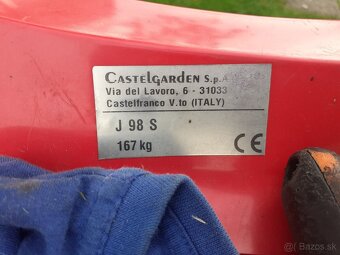 CASTELGARDEN S.p.A
Via del Lavoro, 6 - 31033
Castelfranco V.to (ITALY)
J 98 S
167 kg
CE
© bazos.sk